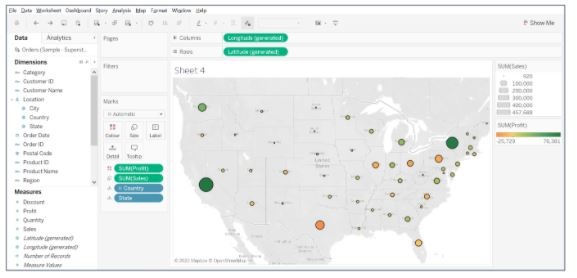 File Data Worksheet Dashboard Story Analysis Map Format Window Help
Show Me
Data Analytics
Orders (Sample - Superst...
Dimensions
Category
Customer ID
Customer Name
Location
City
Country
State
Order Date
Order ID
Postal Code
Product ID
Product Name
Region
Measures
Discount
Profit
Quantity
Sales
Latitude (generated)
Longitude (generated)
Number of Records
Measure Values
Pages
Filters
Marks
Automatic
Colour Size Label
Detail Tooltip
SUM(Profit)
SUM(Sales)
Country
State
Columns Longitude (generated)
Rows Latitude (generated)
Sheet 4
United
States
© 2020 Mapbox © OpenStreetMap
SUM(Sales)
920
100,000
200,000
300,000
400,000
457,688
SUM(Profit)
-25,729 76,381